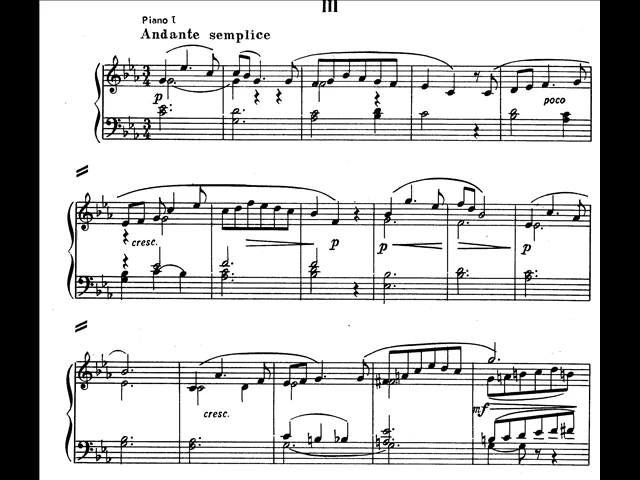 III
Piano I
Andante semplice
p
poco
cresc.
p
p
p
cresc.
mf